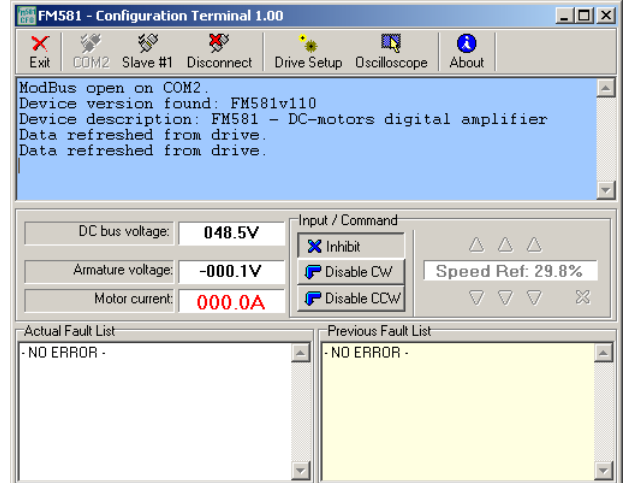 FM581 - Configuration Terminal 1.00
Exit COM2 Slave #1 Disconnect Drive Setup Oscilloscope About
ModBus open on COM2.
Device version found: FM581v110
Device description: FM581 - DC-motors digital amplifier
Data refreshed from drive.
Data refreshed from drive.
DC bus voltage: 048.5V
Armature voltage: -000.1V
Motor current: 000.0A
Input / Command
Inhibit
Disable CW
Disable CCW
Speed Ref: 29.8%
Actual Fault List
- NO ERROR -
Previous Fault List
- NO ERROR -